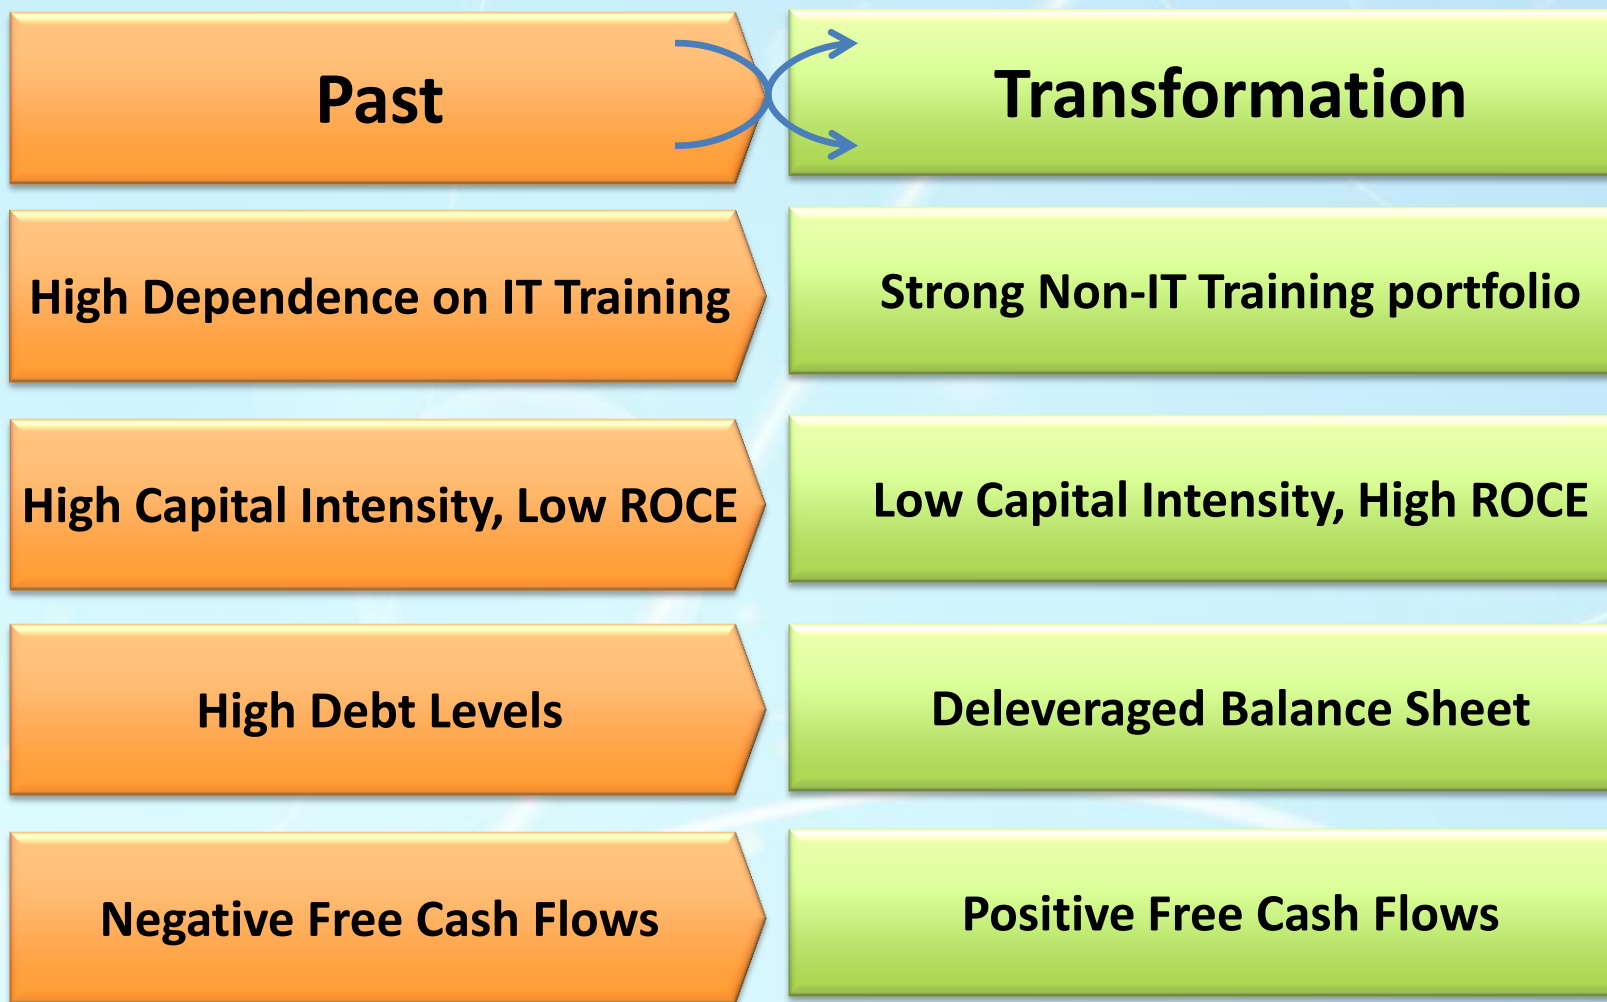 Past
Transformation
High Dependence on IT Training
Strong Non-IT Training portfolio
High Capital Intensity, Low ROCE
Low Capital Intensity, High ROCE
High Debt Levels
Deleveraged Balance Sheet
Negative Free Cash Flows
Positive Free Cash Flows